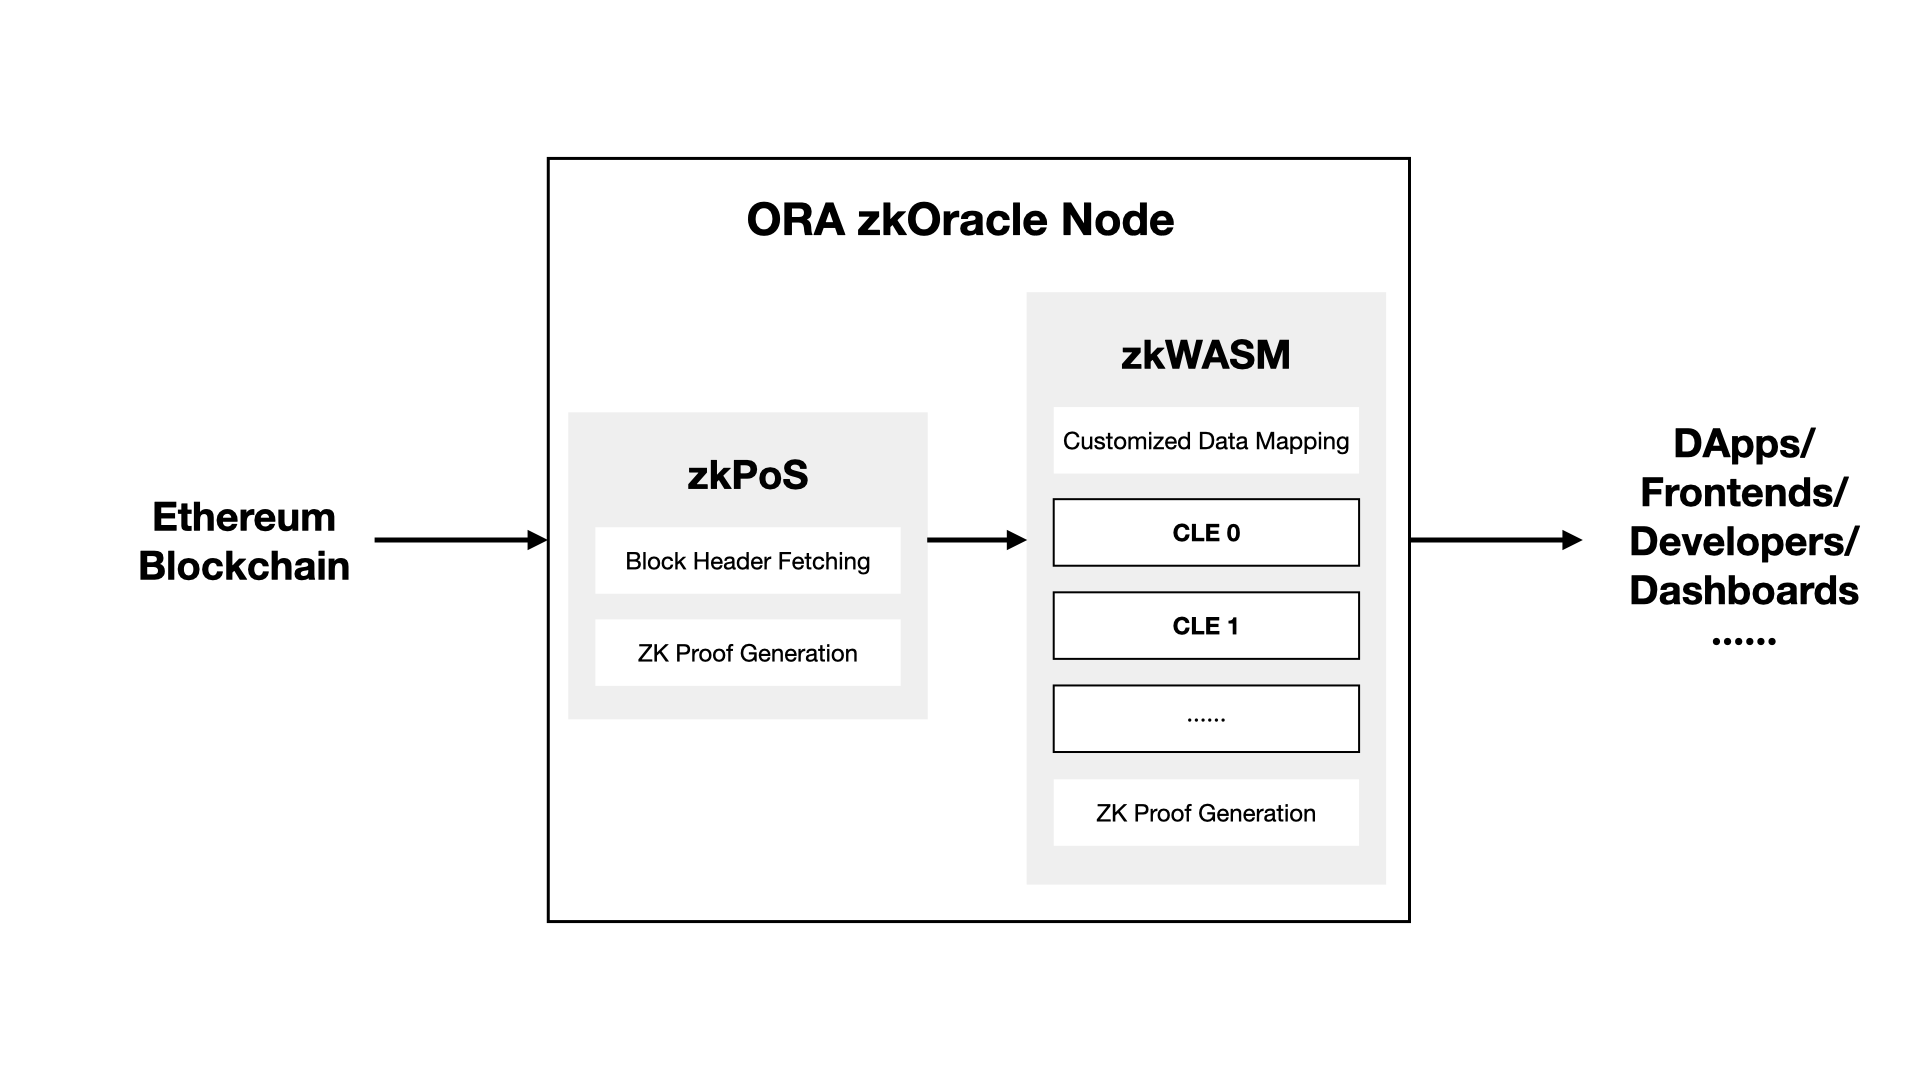 ORA zkOracle Node
Ethereum
Blockchain
zkPoS
Block Header Fetching
ZK Proof Generation
zkWASM
Customized Data Mapping
CLE 0
CLE 1
......
ZK Proof Generation
DApps/
Frontends/
Developers/
Dashboards
......